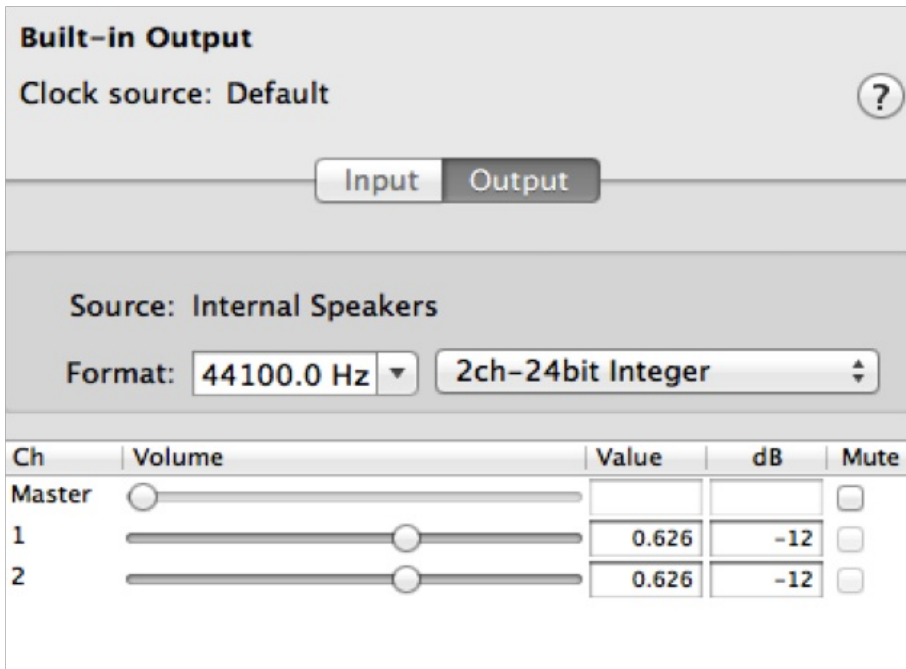 Built-in Output
Clock source: Default
?
Input Output
Source: Internal Speakers
Format: 44100.0 Hz 2ch-24bit Integer
Ch Volume Value dB Mute
Master
1 0.626 -12
2 0.626 -12